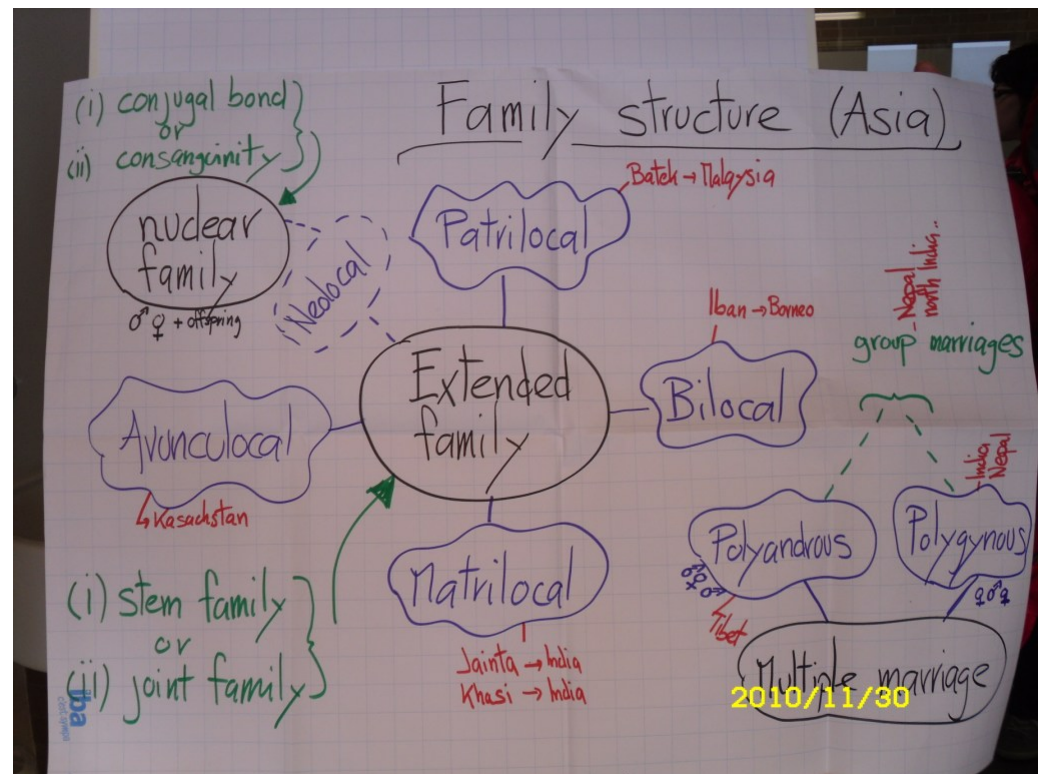 Family structure (Asia)
(i) conjugal bond
or
(ii) consanguinity
nuclear
family
♂ ♀ + offspring
Neolocal
Patrilocal
Batek → Malaysia
Iban → Borneo
Bilocal
Extended
family
Avunculocal
↳ Kasachstan
Matrilocal
Jainta → India
Khasi → India
(i) stem family
or
(ii) joint family
- Nepal
north India..
group marriages
- India
Nepal
Polyandrous
♂♀♂
Tibet
Polygynous
♀♂♀
Multiple marriage
2010/11/30